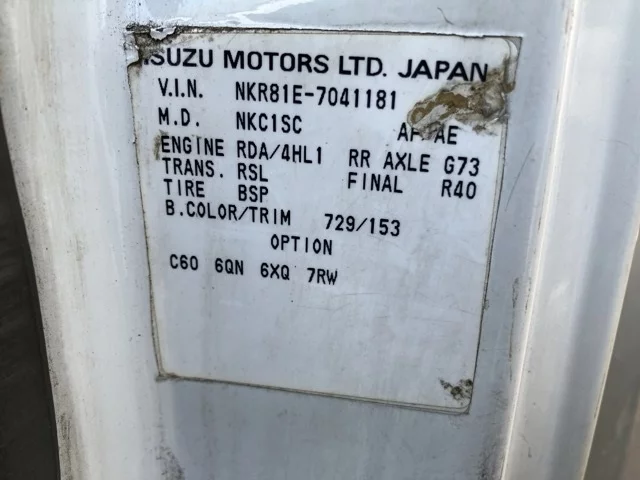 ISUZU MOTORS LTD. JAPAN
V.I.N. NKR81E-7041181
M.D. NKC1SC AE
ENGINE RDA/4HL1 RR AXLE G73
TRANS. RSL FINAL R40
TIRE BSP
B.COLOR/TRIM 729/153
OPTION
C60 6QN 6XQ 7RW